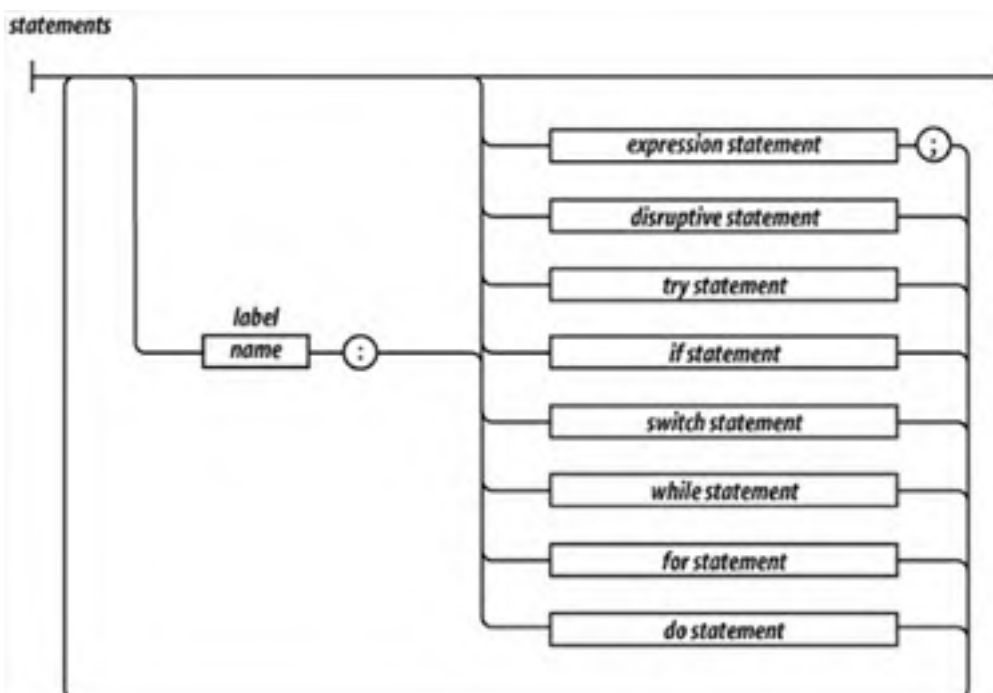 statements
expression statement ;
disruptive statement
try statement
label
name :
if statement
switch statement
while statement
for statement
do statement